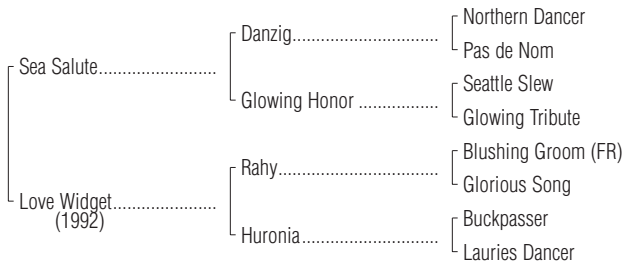 Northern Dancer
Danzig..................................
Pas de Nom
Sea Salute...........................
Seattle Slew
Glowing Honor ..................
Glowing Tribute
Blushing Groom (FR)
Rahy.....................................
Glorious Song
Love Widget........................
(1992)
Buckpasser
Huronia................................
Lauries Dancer